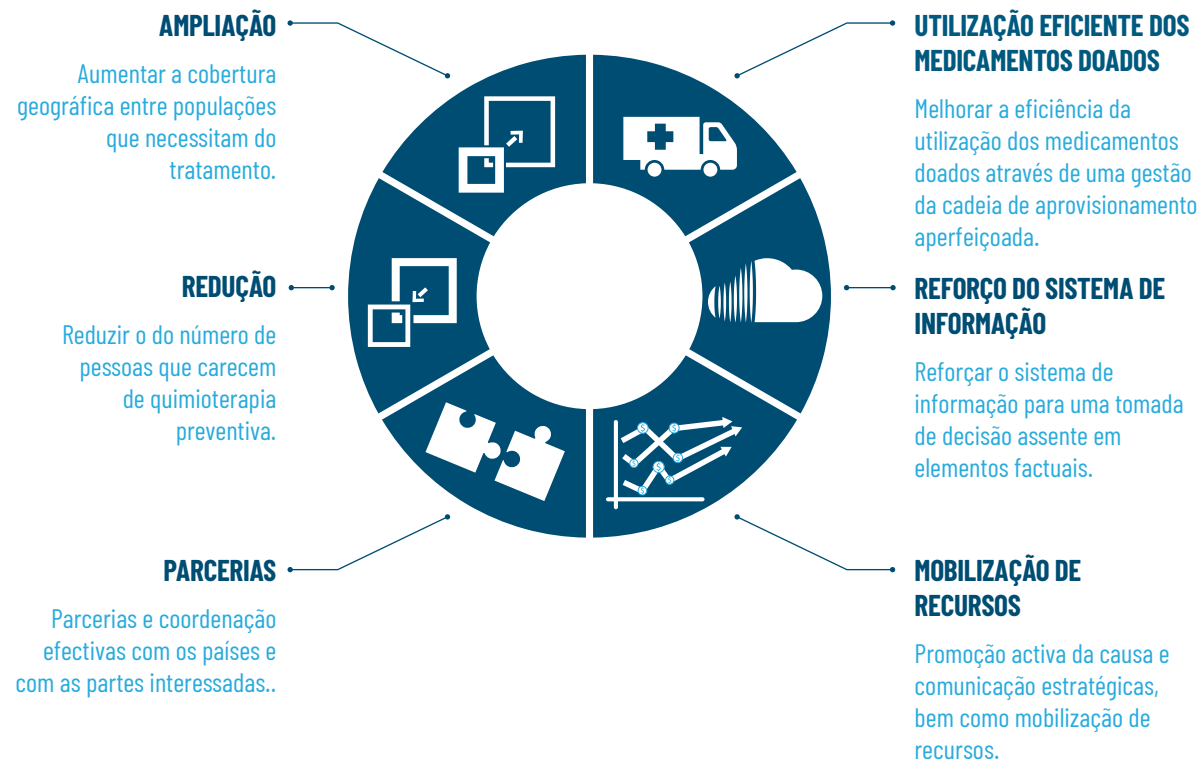 AMPLIAÇÃO
Aumentar a cobertura
geográfica entre populações
que necessitam do
tratamento.
REDUÇÃO
Reduzir o do número de
pessoas que carecem
de quimioterapia
preventiva.
PARCERIAS
Parcerias e coordenação
efectivas com os países e
com as partes interessadas..
UTILIZAÇÃO EFICIENTE DOS
MEDICAMENTOS DOADOS
Melhorar a eficiência da
utilização dos medicamentos
doados através de uma gestão
da cadeia de aprovisionamento
aperfeiçoada.
REFORÇO DO SISTEMA DE
INFORMAÇÃO
Reforçar o sistema de
informação para uma tomada
de decisão assente em
elementos factuais.
MOBILIZAÇÃO DE
RECURSOS
Promoção activa da causa e
comunicação estratégicas,
bem como mobilização de
recursos.